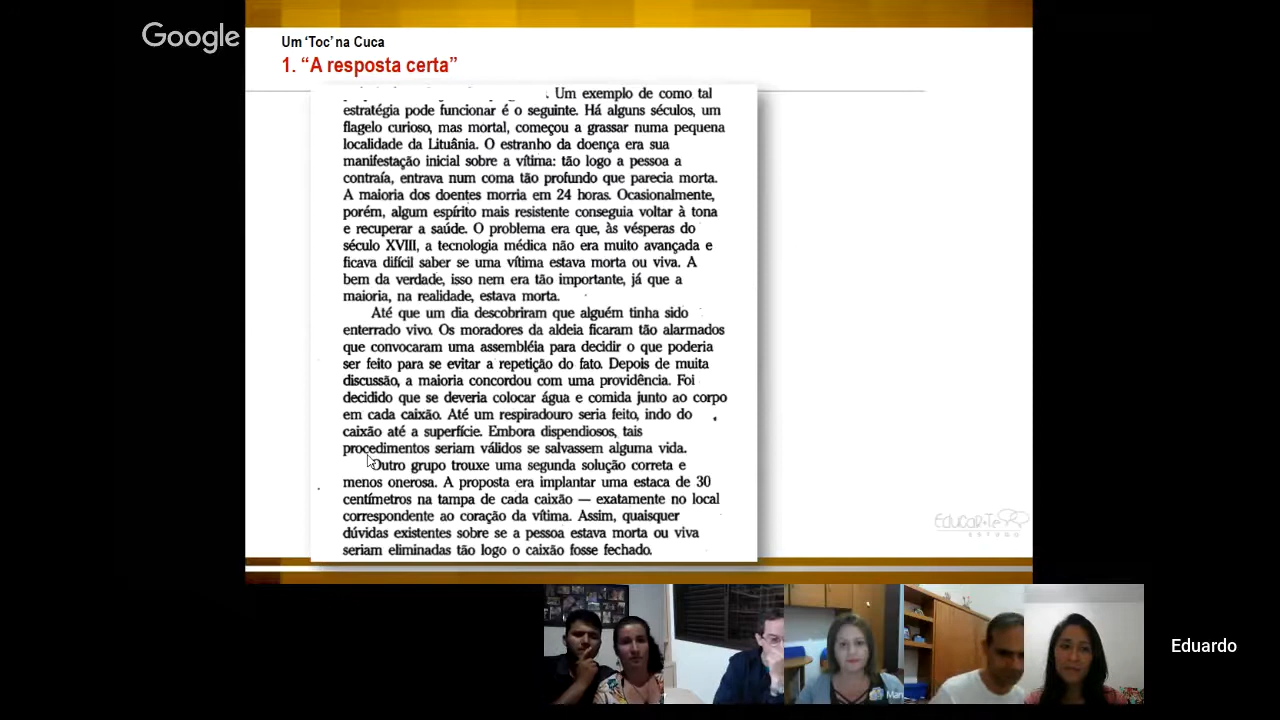 Google
Um ‘Toc’ na Cuca
1. “A resposta certa”
. Um exemplo de como tal
estratégia pode funcionar é o seguinte. Há alguns séculos, um
flagelo curioso, mas mortal, começou a grassar numa pequena
localidade da Lituânia. O estranho da doença era sua
manifestação inicial sobre a vítima: tão logo a pessoa a
contraía, entrava num coma tão profundo que parecia morta.
A maioria dos doentes morria em 24 horas. Ocasionalmente,
porém, algum espírito mais resistente conseguia voltar à tona
e recuperar a saúde. O problema era que, às vésperas do
século XVIII, a tecnologia médica não era muito avançada e
ficava difícil saber se uma vítima estava morta ou viva. A
bem da verdade, isso nem era tão importante, já que a
maioria, na realidade, estava morta.
Até que um dia descobriram que alguém tinha sido
enterrado vivo. Os moradores da aldeia ficaram tão alarmados
que convocaram uma assembléia para decidir o que poderia
ser feito para se evitar a repetição do fato. Depois de muita
discussão, a maioria concordou com uma providência. Foi
decidido que se deveria colocar água e comida junto ao corpo
em cada caixão. Até um respiradouro seria feito, indo do
caixão até a superfície. Embora dispendiosos, tais
procedimentos seriam válidos se salvassem alguma vida.
Outro grupo trouxe uma segunda solução correta e
menos onerosa. A proposta era implantar uma estaca de 30
centímetros na tampa de cada caixão — exatamente no local
correspondente ao coração da vítima. Assim, quaisquer
dúvidas existentes sobre se a pessoa estava morta ou viva
seriam eliminadas tão logo o caixão fosse fechado.
EDUCAR-TE
ESTUDO
Eduardo